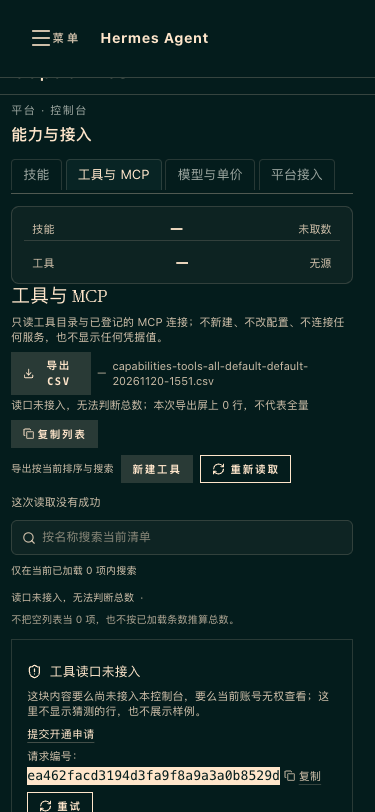 菜单 Hermes Agent
平台 · 控制台
能力与接入
技能 工具与 MCP 模型与单价 平台接入
技能 — 未取数
工具 — 无源
工具与 MCP
只读工具目录与已登记的 MCP 连接；不新建、不改配置、不连接任
何服务，也不显示任何凭据值。
导出
CSV
— capabilities-tools-all-default-default-
20261120-1551.csv
读口未接入，无法判断总数；本次导出屏上 0 行，不代表全量
复制列表
导出按当前排序与搜索 新建工具 重新读取
这次读取没有成功
按名称搜索当前清单
仅在当前已加载 0 项内搜索
读口未接入，无法判断总数 ·
不把空列表当 0 项，也不按已加载条数推算总数。
工具读口未接入
这块内容要么尚未接入本控制台，要么当前账号无权查看；这
里不显示猜测的行，也不展示样例。
提交开通申请
请求编号：
ea462facd3194d3fa9f8a9a3a0b8529d 复制
重试